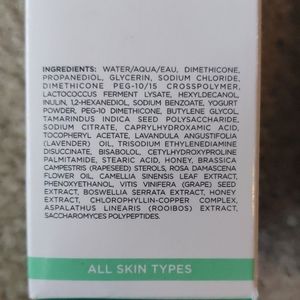 INGREDIENTS: WATER/AQUA/EAU, DIMETHICONE,
PROPANEDIOL, GLYCERIN, SODIUM CHLORIDE,
DIMETHICONE PEG-10/15 CROSSPOLYMER,
LACTOCOCCUS FERMENT LYSATE, HEXYLDECANOL,
INULIN, 1,2-HEXANEDIOL, SODIUM BENZOATE, YOGURT
POWDER, PEG-10 DIMETHICONE, BUTYLENE GLYCOL,
TAMARINDUS INDICA SEED POLYSACCHARIDE,
SODIUM CITRATE, CAPRYLHYDROXAMIC ACID,
TOCOPHERYL ACETATE, LAVANDULA ANGUSTIFOLIA
(LAVENDER) OIL, TRISODIUM ETHYLENEDIAMINE
DISUCCINATE, BISABOLOL, CETYLHYDROXYPROLINE
PALMITAMIDE, STEARIC ACID, HONEY, BRASSICA
CAMPESTRIS (RAPESEED) STEROLS, ROSA DAMASCENA
FLOWER OIL, CAMELLIA SINENSIS LEAF EXTRACT,
PHENOXYETHANOL, VITIS VINIFERA (GRAPE) SEED
EXTRACT, BOSWELLIA SERRATA EXTRACT, HONEY
EXTRACT, CHLOROPHYLLIN-COPPER COMPLEX,
ASPALATHUS LINEARIS (ROOIBOS) EXTRACT,
SACCHAROMYCES POLYPEPTIDES.
ALL SKIN TYPES